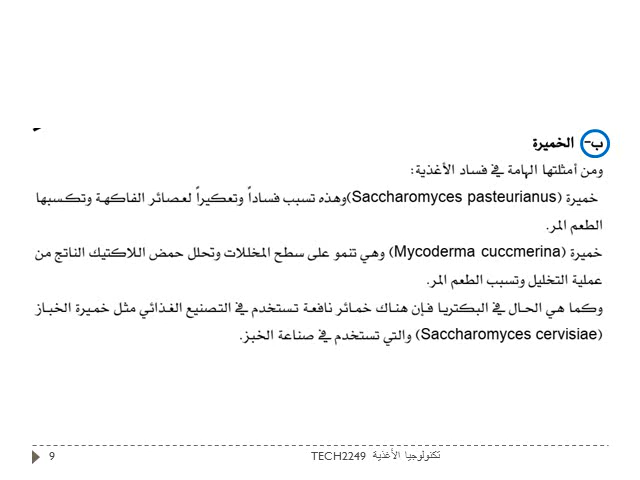 ب- الخميرة
ومن أمثلتها الهامة في فساد الأغذية:
خميرة (Saccharomyces pasteurianus)وهذه تسبب فساداً وتعكيراً لعصائر الفاكهة وتكسبها
الطعم المر.
خميرة (Mycoderma cuccmerina) وهي تنمو على سطح المخللات وتحلل حمض اللاكتيك الناتج من
عملية التخليل وتسبب الطعم المر.
وكما هي الحال في البكتريا فإن هناك خمائر نافعة تستخدم في التصنيع الغذائي مثل خميرة الخباز
(Saccharomyces cervisiae) والتي تستخدم في صناعة الخبز.
تكنولوجيا الأغذية TECH2249
9